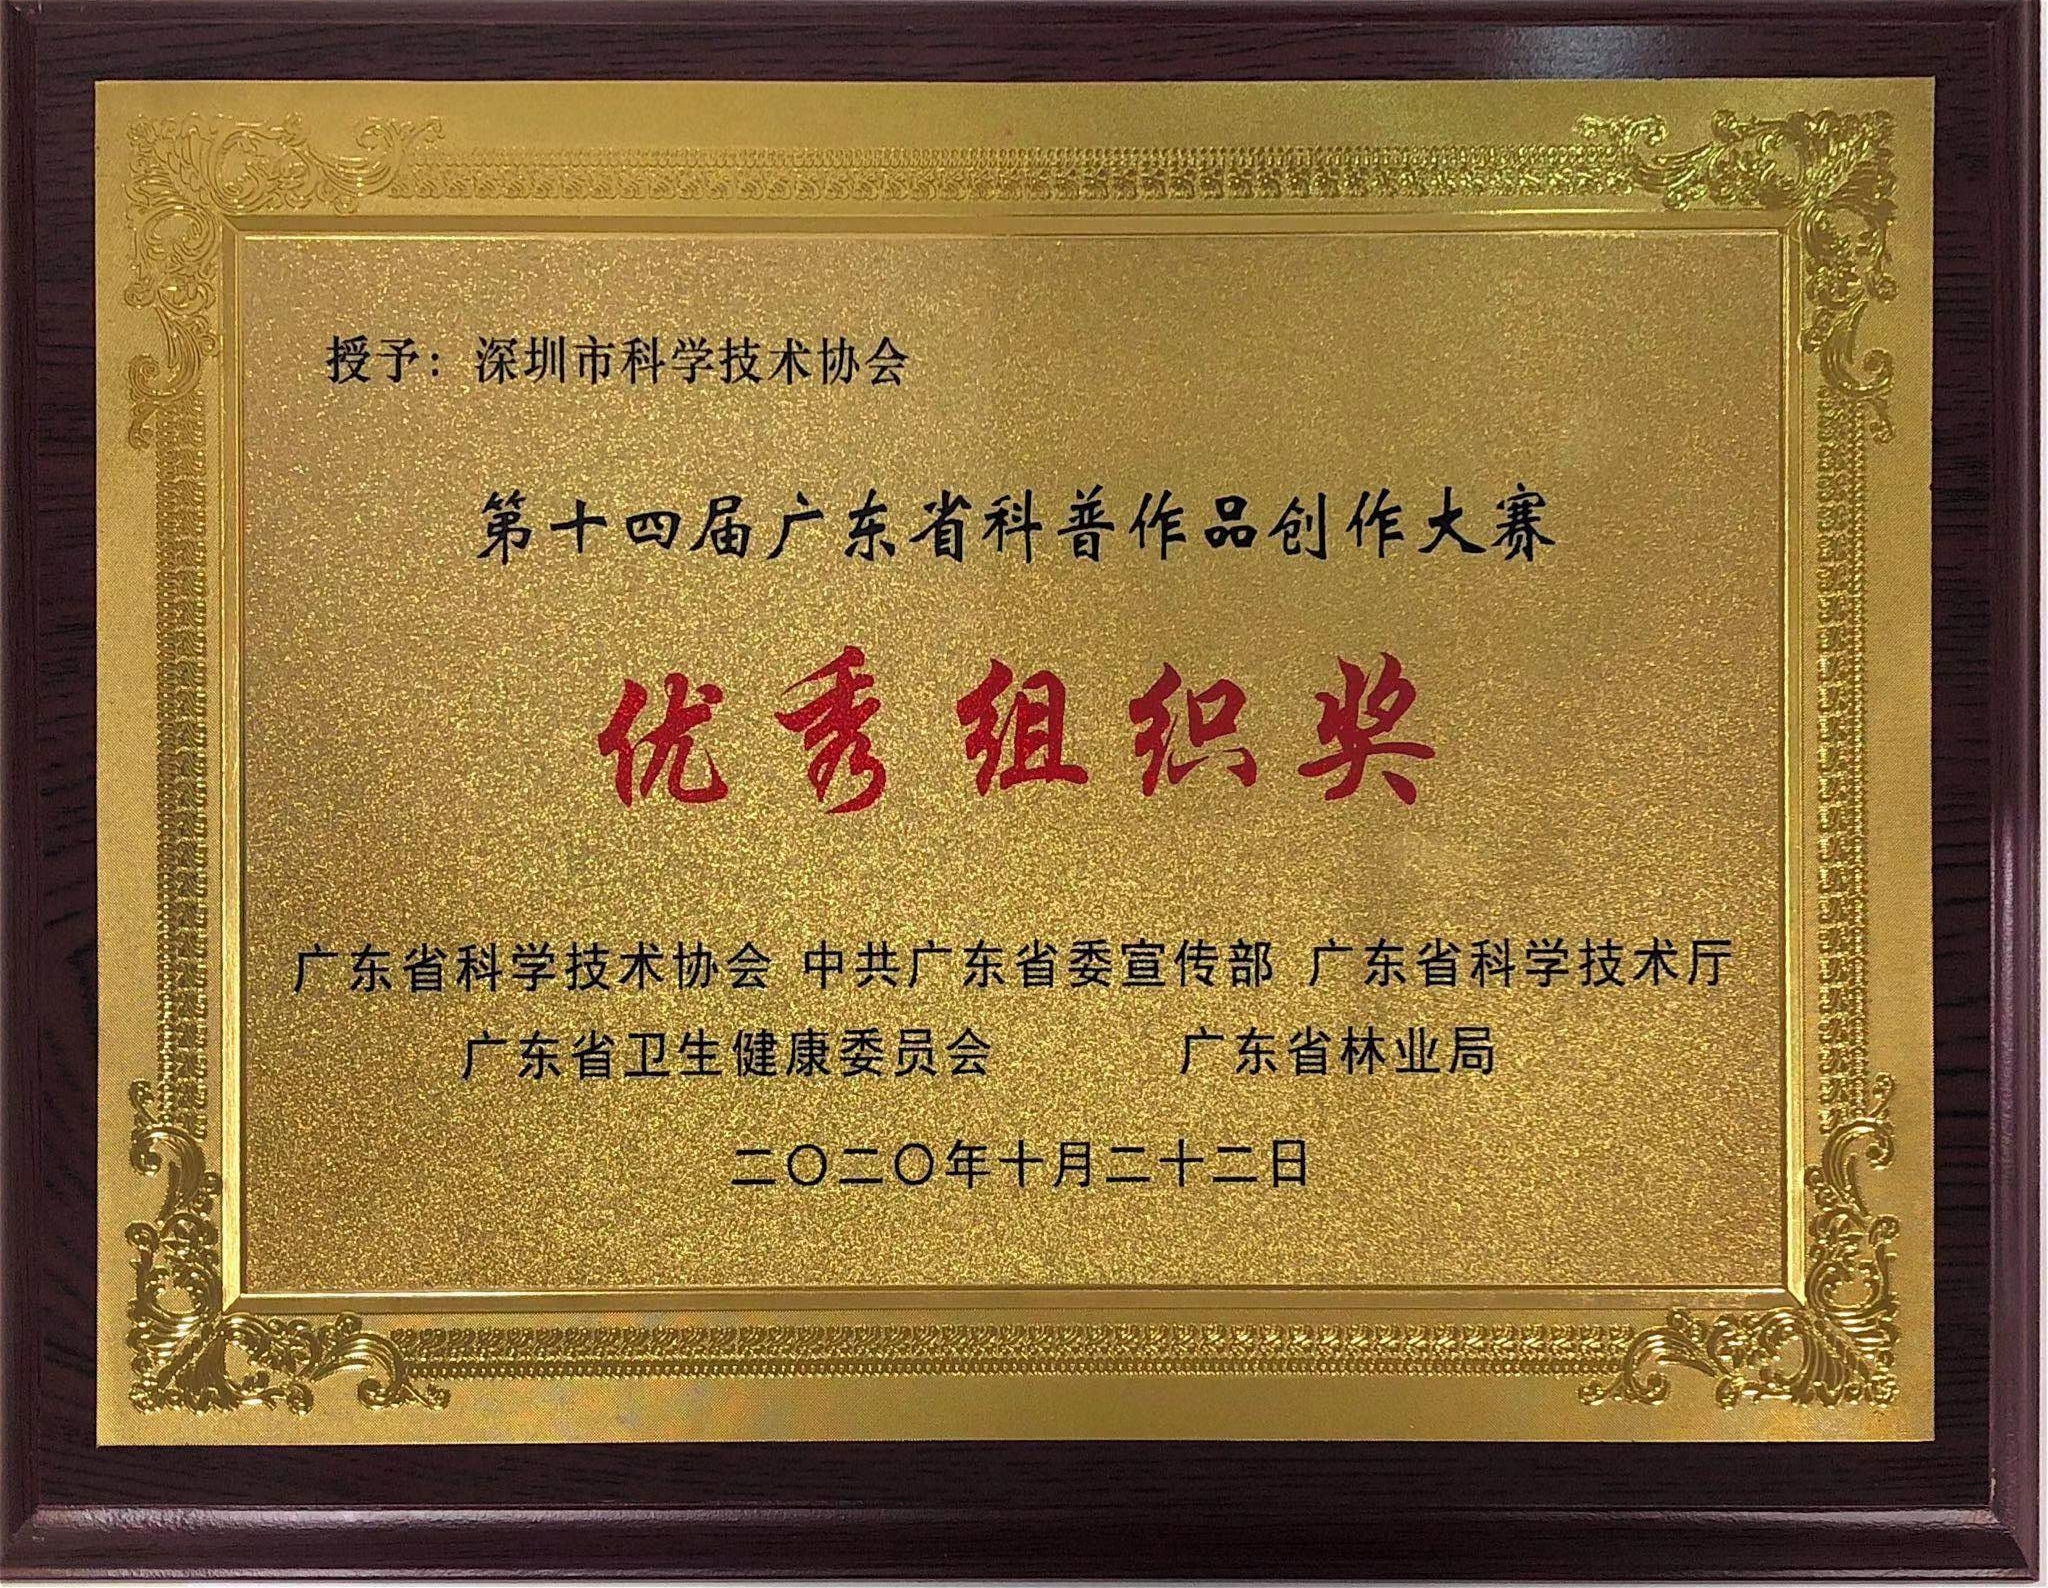 授予：深圳市科学技术协会
第十四届广东省科普作品创作大赛
优秀组织奖
广东省科学技术协会 中共广东省委宣传部 广东省科学技术厅
广东省卫生健康委员会 广东省林业局
二〇二〇年十月二十二日